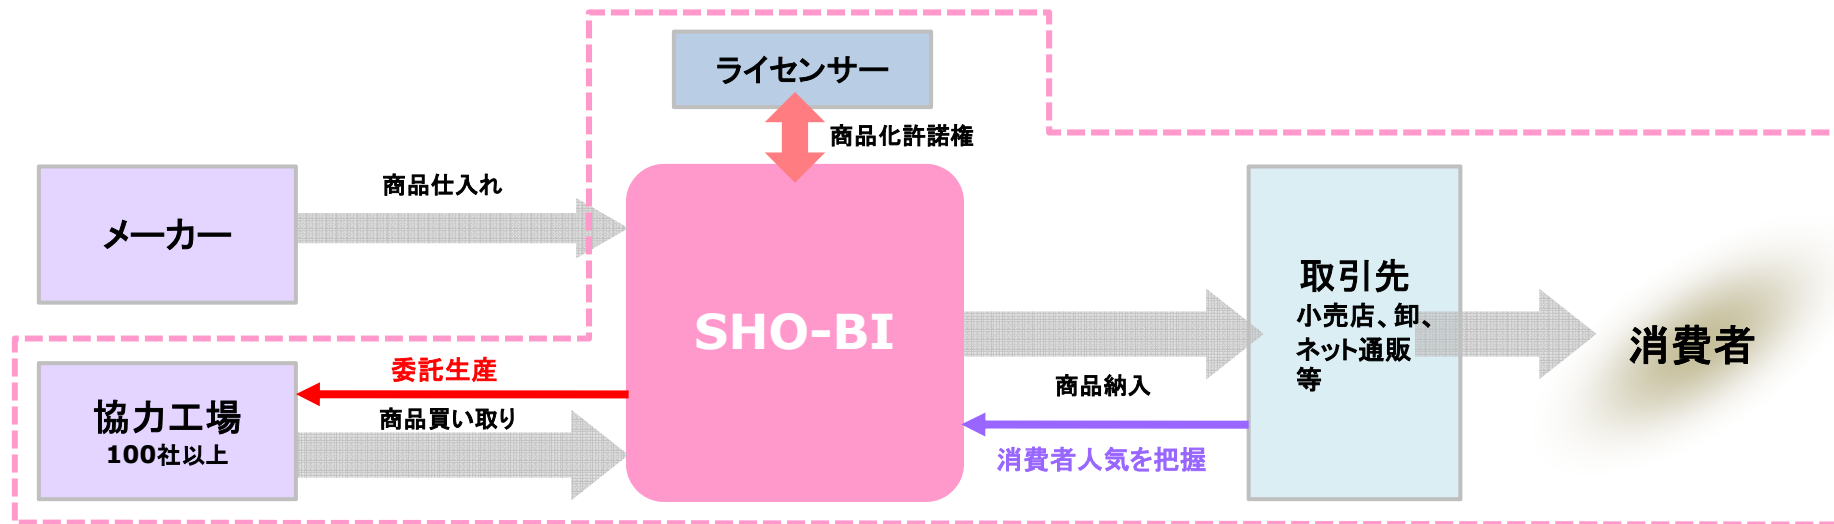 ライセンサー
商品化許諾権
メーカー
商品仕入れ
SHO-BI
取引先
小売店、卸、
ネット通販
等
消費者
委託生産
商品買い取り
協力工場
100社以上
商品納入
消費者人気を把握